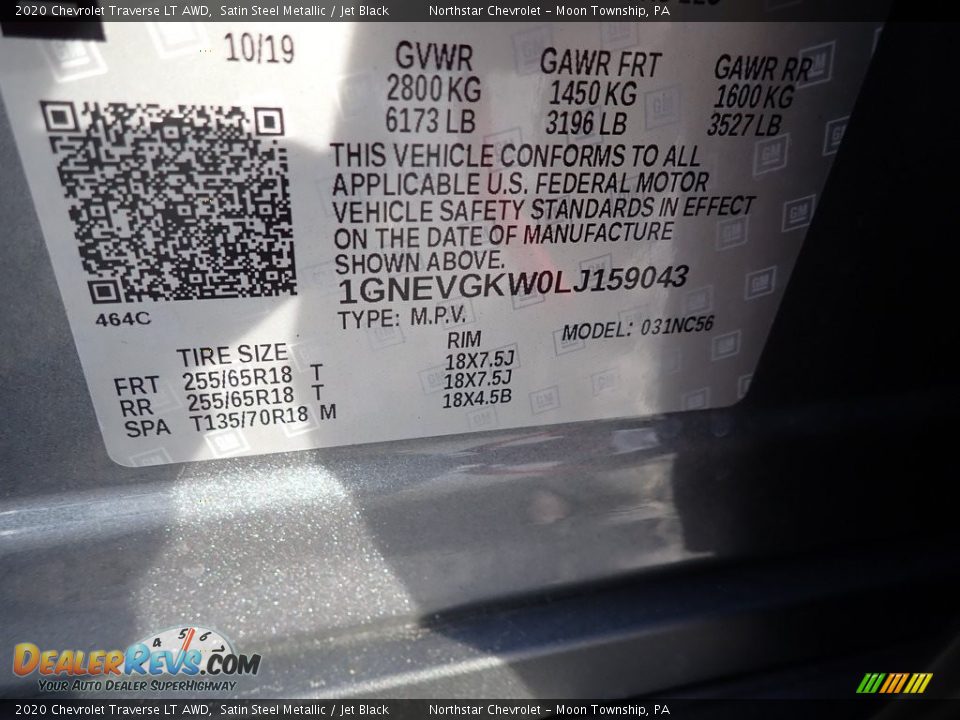 2020 Chevrolet Traverse LT AWD, Satin Steel Metallic / Jet Black Northstar Chevrolet - Moon Township, PA
10/19 GVWR GAWR FRT GAWR RR
2800 KG 1450 KG 1600 KG
6173 LB 3196 LB 3527 LB
THIS VEHICLE CONFORMS TO ALL
APPLICABLE U.S. FEDERAL MOTOR
VEHICLE SAFETY STANDARDS IN EFFECT
ON THE DATE OF MANUFACTURE
SHOWN ABOVE.
1GNEVGKW0LJ159043
464C
TYPE: M.P.V. MODEL: 031NC56
TIRE SIZE RIM
FRT 255/65R18 T 18X7.5J
RR 255/65R18 T 18X7.5J
SPA T135/70R18 M 18X4.5B
4 5 6
DealerRevs.com
Your Auto Dealer SuperHighway
2020 Chevrolet Traverse LT AWD, Satin Steel Metallic / Jet Black Northstar Chevrolet - Moon Township, PA